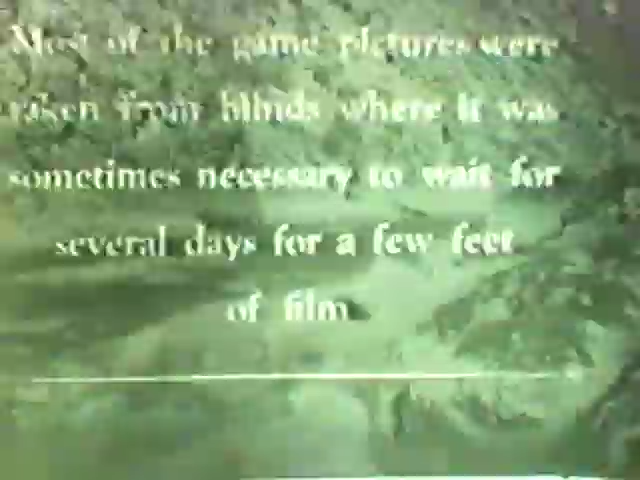 Most of the game pictures were
taken from blinds where it was
sometimes necessary to wait for
several days for a few feet
of film